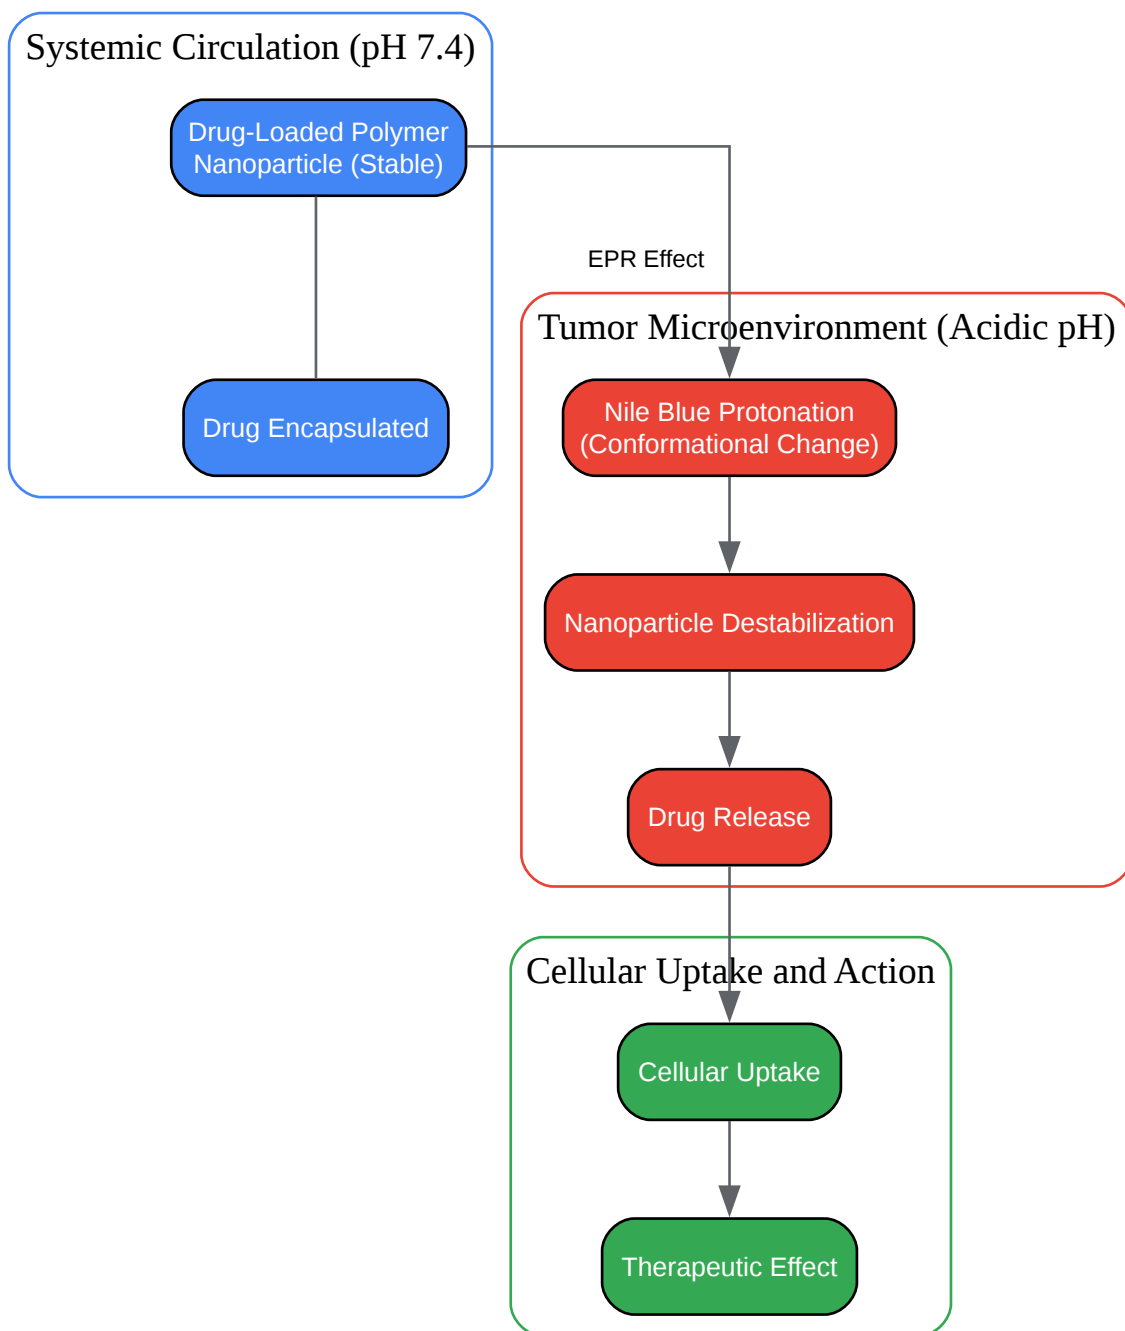 Systemic Circulation (pH 7.4)
Drug-Loaded Polymer
Nanoparticle (Stable)
EPR Effect
Tumor Microenvironment (Acidic pH)
Drug Encapsulated
Nile Blue Protonation
(Conformational Change)
Nanoparticle Destabilization
Drug Release
Cellular Uptake and Action
Cellular Uptake
Therapeutic Effect